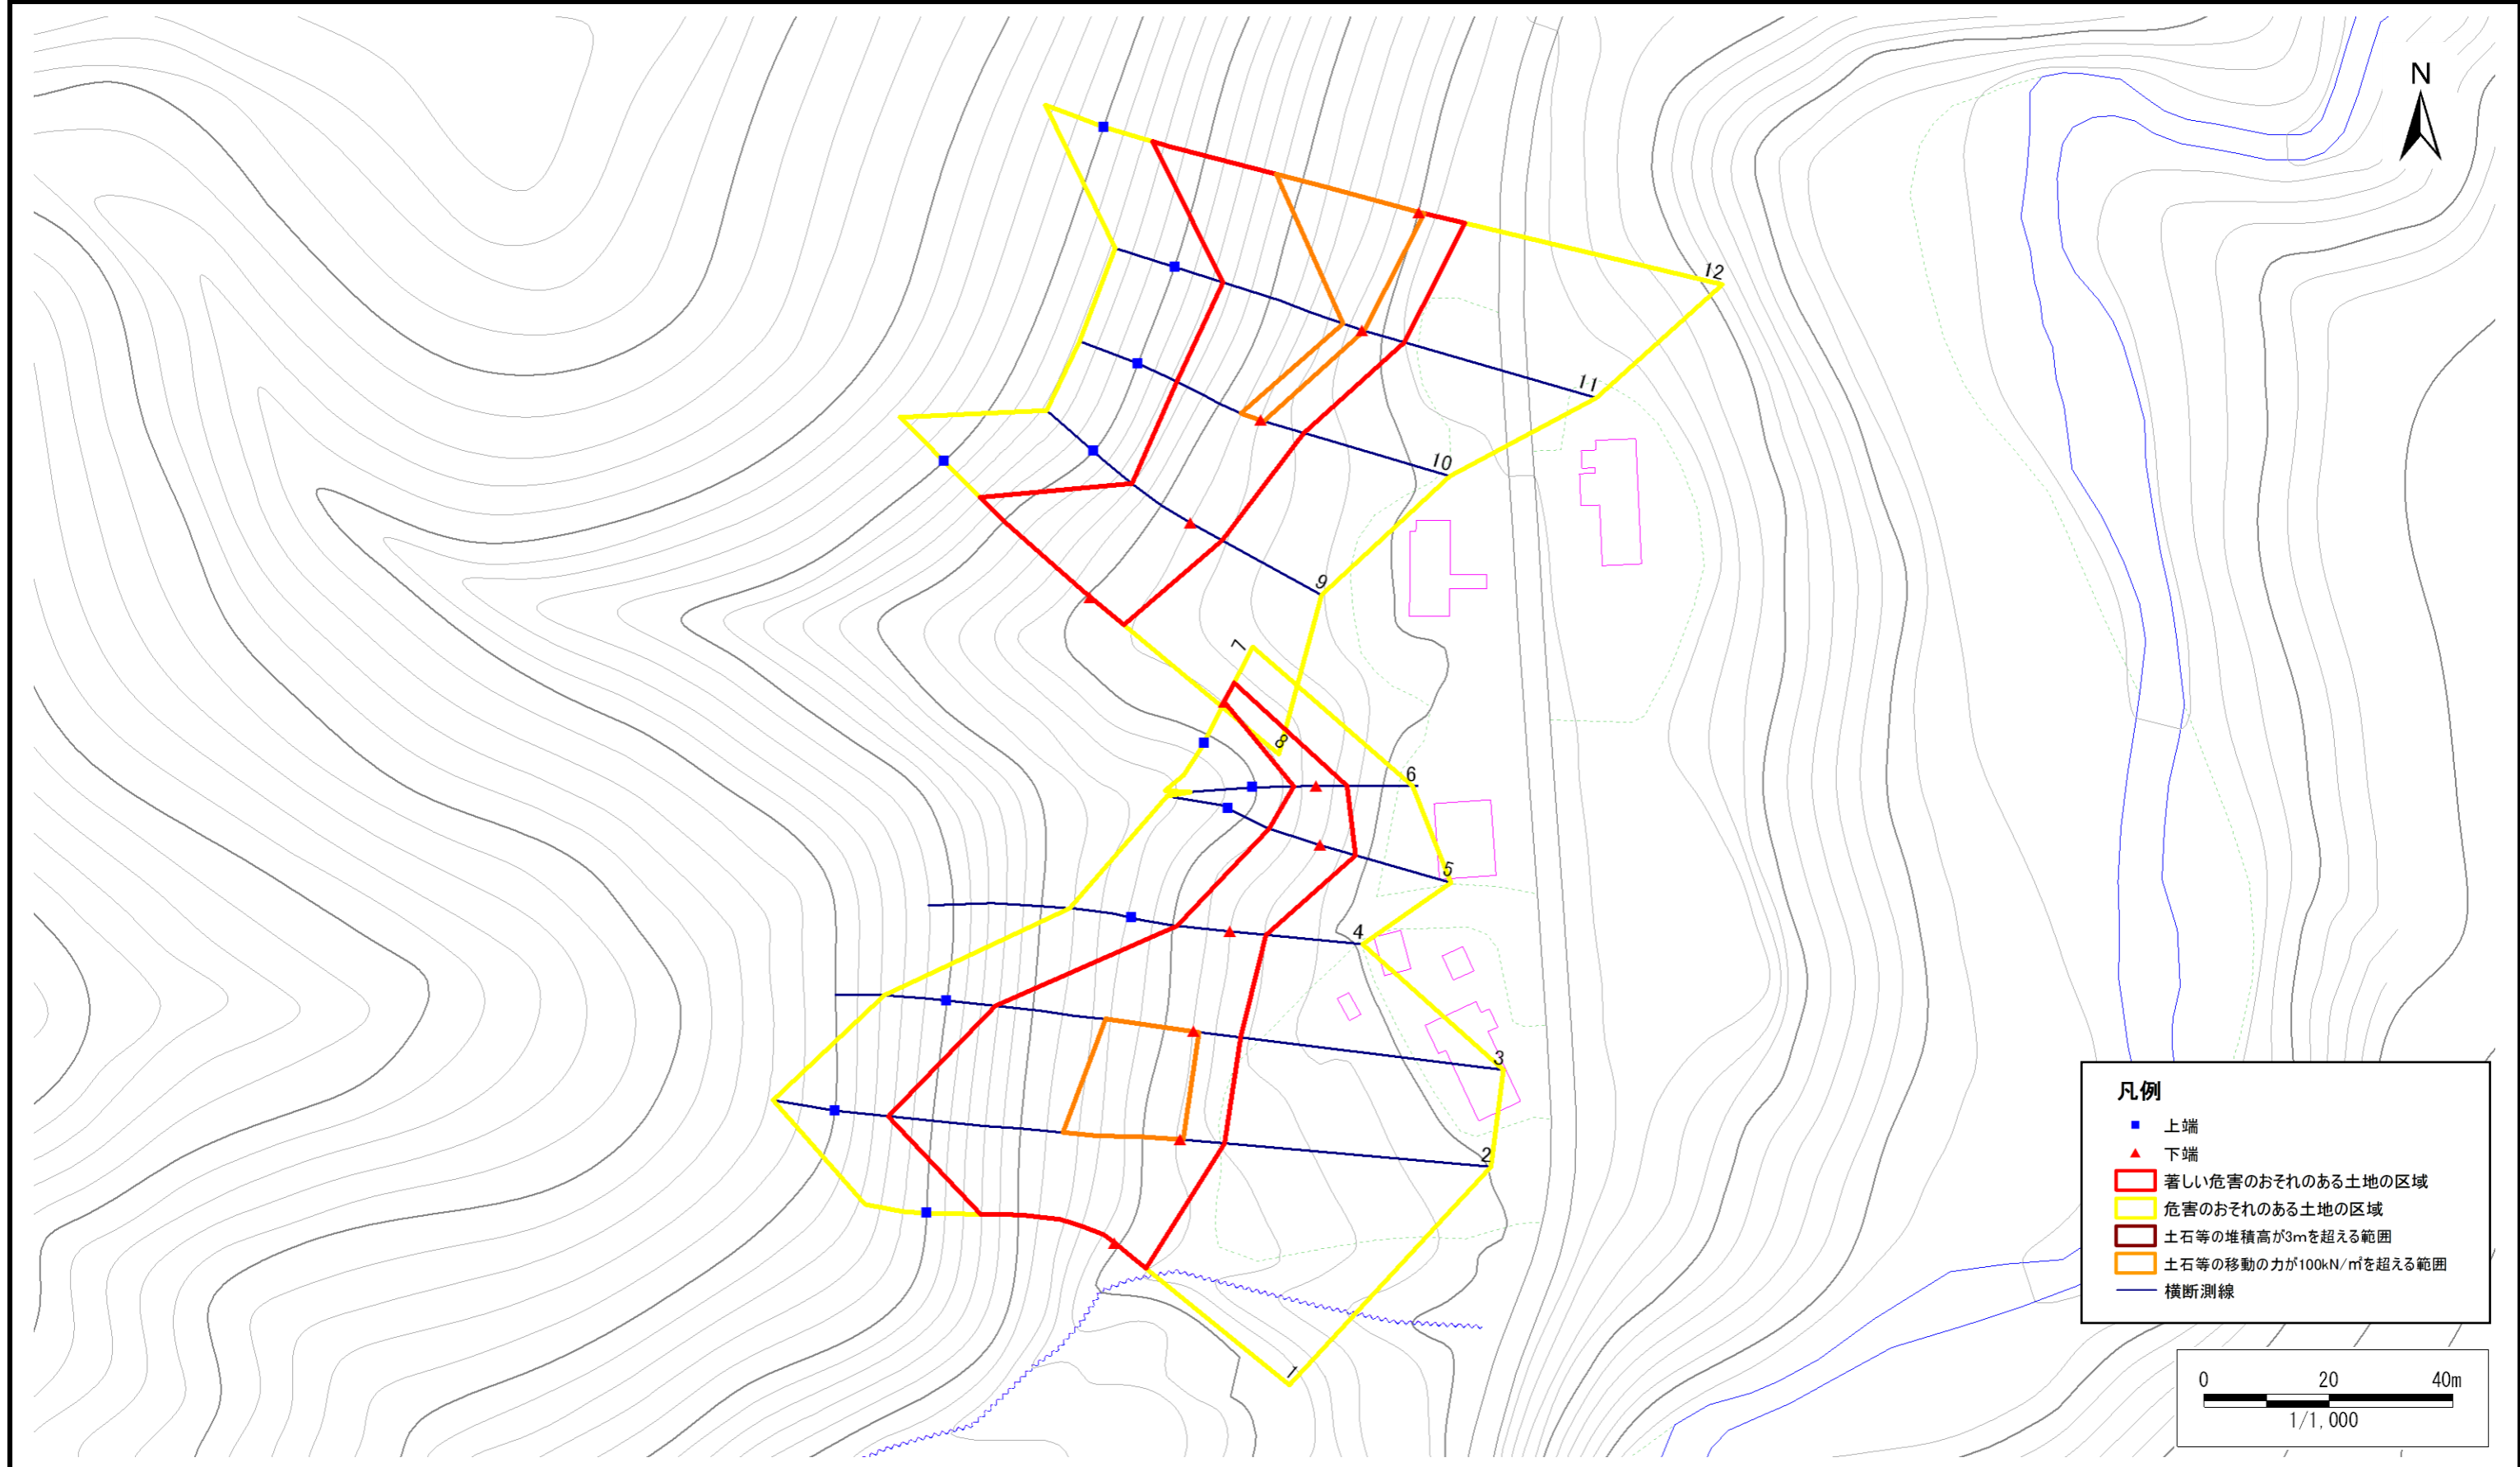 N
12
11
10
9
7
8
6
5
4
3
2
1
凡例
上端
下端
著しい危害のおそれのある土地の区域
危害のおそれのある土地の区域
土石等の堆積高が3mを超える範囲
土石等の移動の力が100kN/㎡を超える範囲
横断測線
0 20 40m
1/1,000